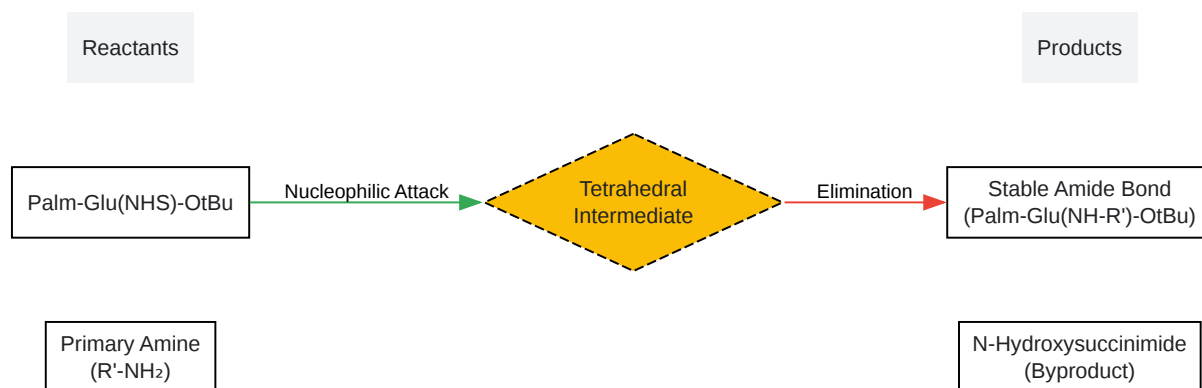 Reactants
Products
Palm-Glu(NHS)-OtBu
Nucleophilic Attack
Tetrahedral
Intermediate
Elimination
Stable Amide Bond
(Palm-Glu(NH-R')-OtBu)
Primary Amine
(R'-NH₂)
N-Hydroxysuccinimide
(Byproduct)